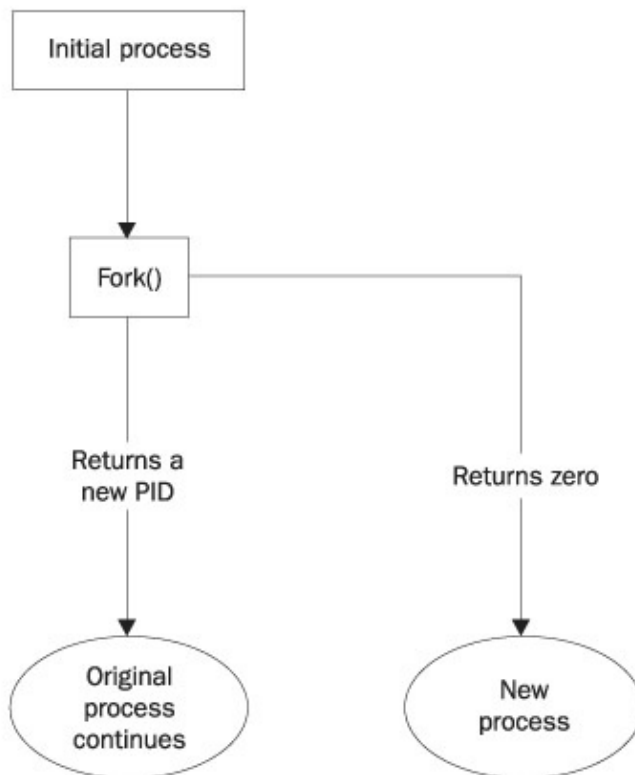 Initial process
Fork()
Returns a
new PID
Returns zero
Original
process
continues
New
process